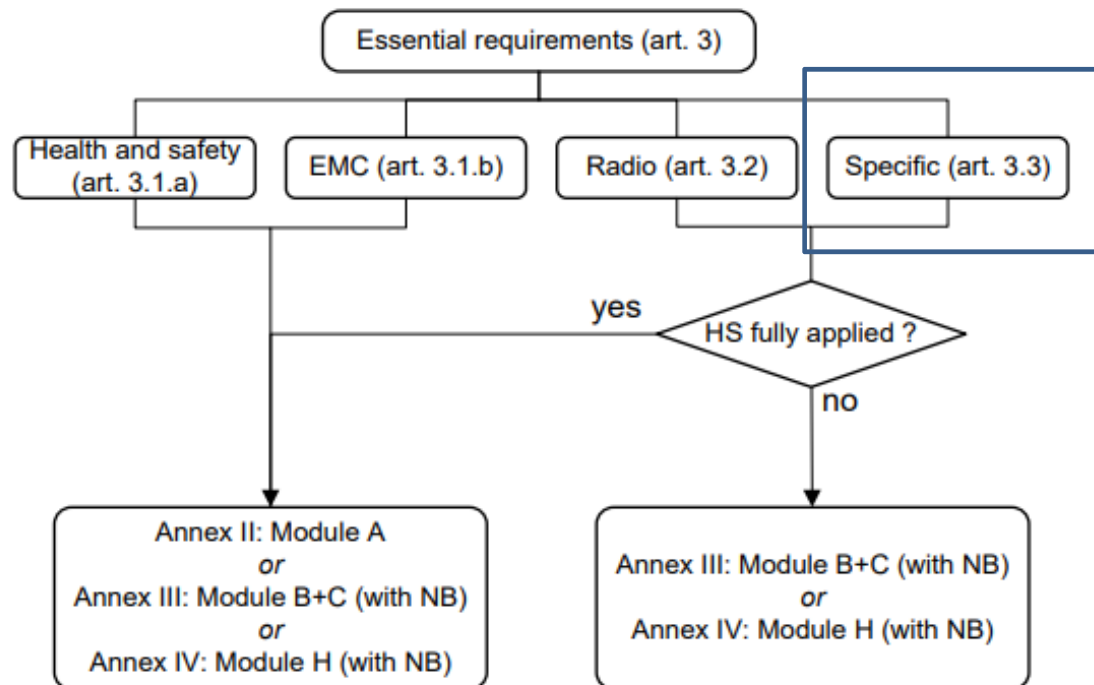 Essential requirements (art. 3)
Health and safety
(art. 3.1.a)
EMC (art. 3.1.b)
Radio (art. 3.2)
Specific (art. 3.3)
yes
HS fully applied ?
no
Annex II: Module A
or
Annex III: Module B+C (with NB)
or
Annex IV: Module H (with NB)
Annex III: Module B+C (with NB)
or
Annex IV: Module H (with NB)